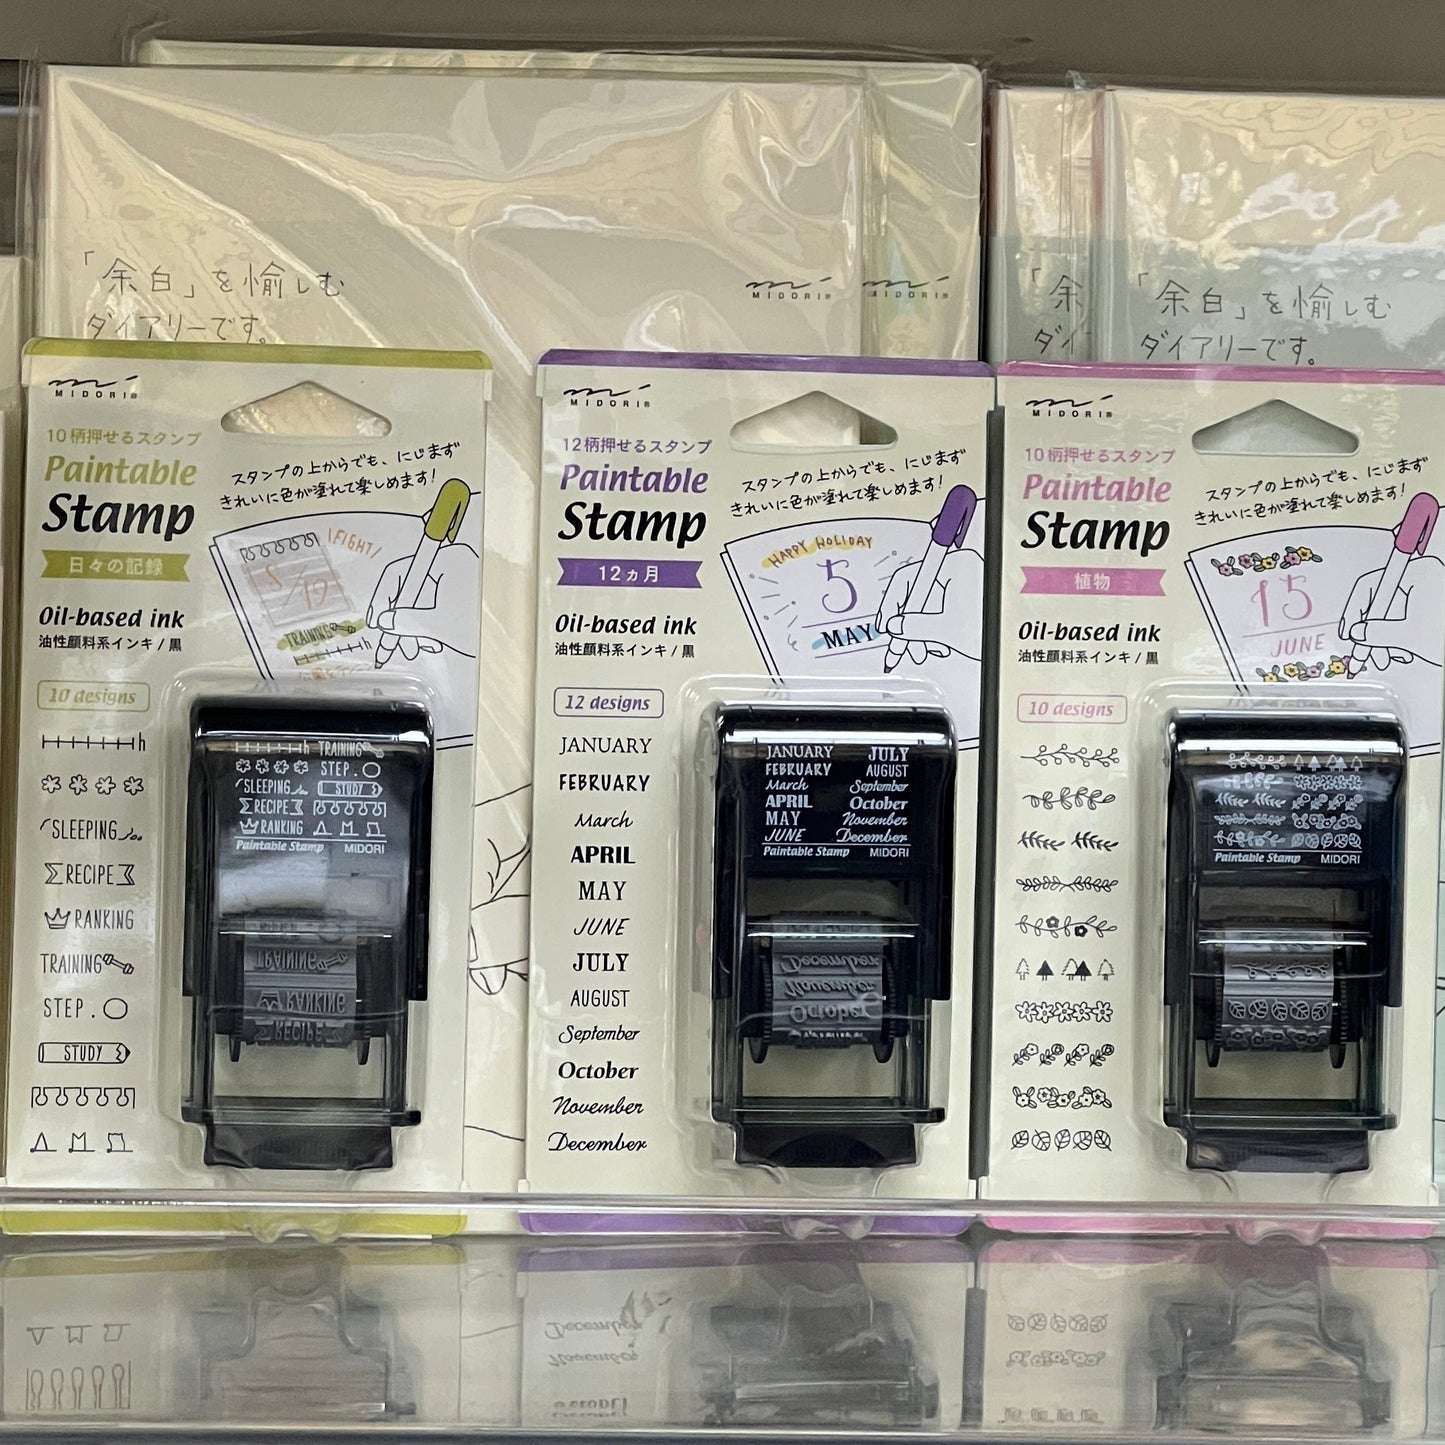 「余白」を愉しむ
ダイアリーです。
MIDORI®
MIDORI®
「余
ダイ
「余白」を愉しむ
ダイアリーです。
MIDORI®
10柄押せるスタンプ
Paintable
Stamp
日々の記録
Oil-based ink
油性顔料系インキ / 黒
スタンプの上からでも、にじまず
きれいに色が塗れて楽しめます!
FIGHT
8/19
TRAINING
10 designs
h
SLEEPING
RECIPE
RANKING
TRAINING
STEP.
STUDY
h TRAINING
STEP.
SLEEPING STUDY
RECIPE
RANKING
Paintable Stamp MIDORI
TRAINING
RANKING
RECIPE
MIDORI®
12柄押せるスタンプ
Paintable
Stamp
12ヵ月
Oil-based ink
油性顔料系インキ / 黒
スタンプの上からでも、にじまず
きれいに色が塗れて楽しめます!
HAPPY HOLIDAY
5
MAY
12 designs
JANUARY
FEBRUARY
March
APRIL
MAY
JUNE
JULY
AUGUST
September
October
November
December
JANUARY JULY
FEBRUARY AUGUST
March September
APRIL October
MAY November
JUNE December
Paintable Stamp MIDORI
December
November
October
MIDORI®
10柄押せるスタンプ
Paintable
Stamp
植物
Oil-based ink
油性顔料系インキ / 黒
スタンプの上からでも、にじまず
きれいに色が塗れて楽しめます!
15
JUNE
10 designs
Paintable Stamp MIDORI